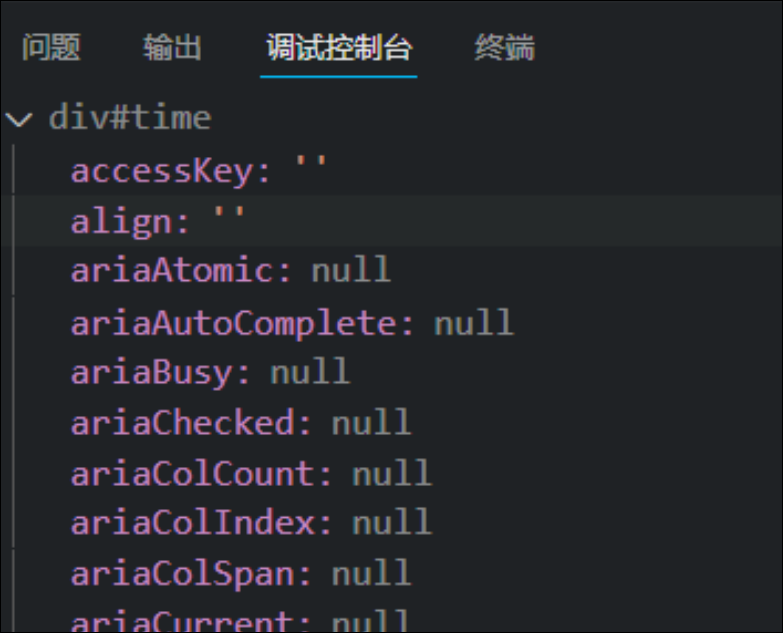 问题 输出 调试控制台 终端
div#time
accessKey: ''
align: ''
ariaAtomic: null
ariaAutoComplete: null
ariaBusy: null
ariaChecked: null
ariaColCount: null
ariaColIndex: null
ariaColSpan: null
ariaCurrent: null